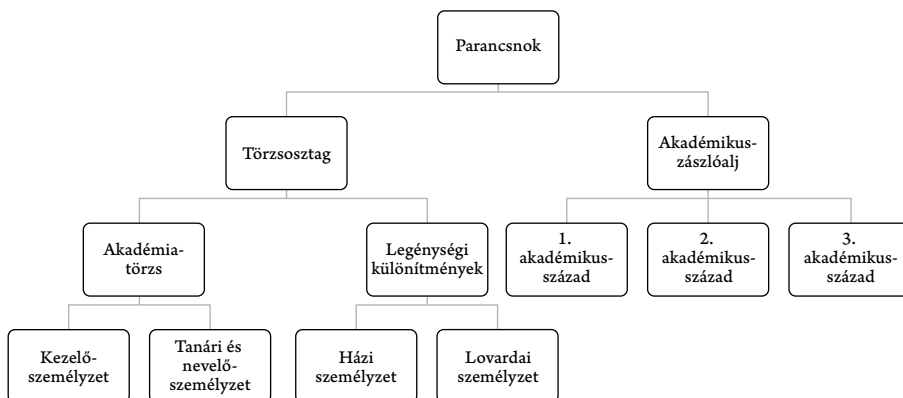 Parancsnok
Törzsosztag
Akadémikus-
zászlóalj
Akadémia-
törzs
Legénységi
különítmények
1.
akadémikus-
század
2.
akadémikus-
század
3.
akadémikus-
század
Kezelő-
személyzet
Tanári és
nevelő-
személyzet
Házi
személyzet
Lovardai
személyzet